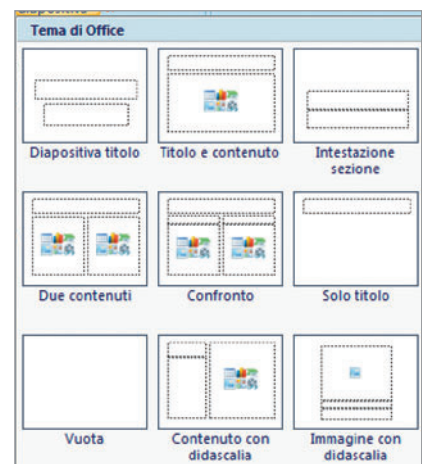 Tema di Office
Diapositiva titolo
Titolo e contenuto
Intestazione
sezione
Due contenuti
Confronto
Solo titolo
Vuota
Contenuto con
didascalia
Immagine con
didascalia